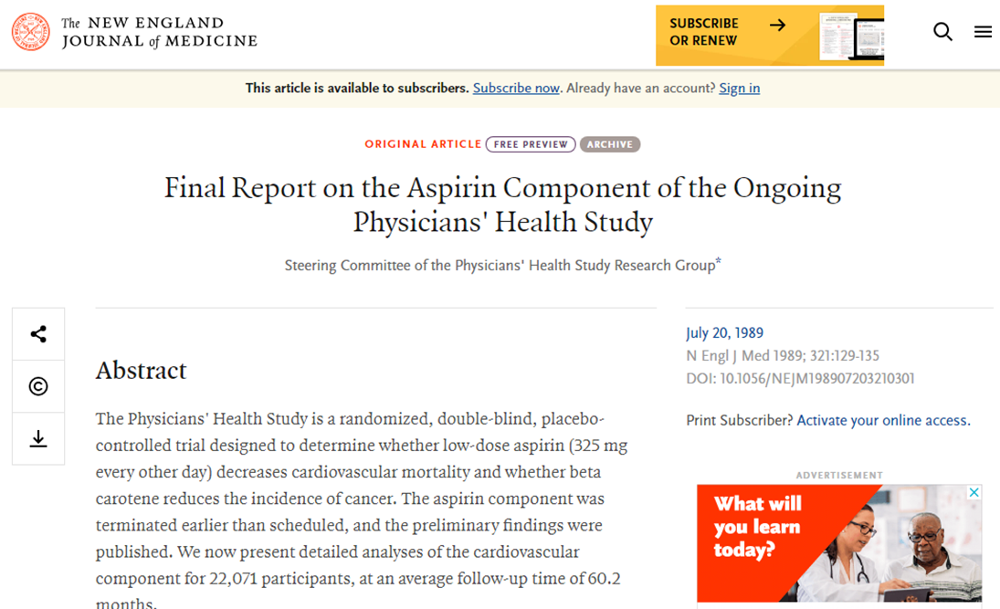 The NEW ENGLAND
JOURNAL of MEDICINE
SUBSCRIBE
OR RENEW
This article is available to subscribers. Subscribe now. Already have an account? Sign in
ORIGINAL ARTICLE FREE PREVIEW ARCHIVE
Final Report on the Aspirin Component of the Ongoing
Physicians' Health Study
Steering Committee of the Physicians' Health Study Research Group*
Abstract
The Physicians' Health Study is a randomized, double-blind, placebo-
controlled trial designed to determine whether low-dose aspirin (325 mg
every other day) decreases cardiovascular mortality and whether beta
carotene reduces the incidence of cancer. The aspirin component was
terminated earlier than scheduled, and the preliminary findings were
published. We now present detailed analyses of the cardiovascular
component for 22,071 participants, at an average follow-up time of 60.2
months.
July 20, 1989
N Engl J Med 1989; 321:129-135
DOI: 10.1056/NEJM198907203210301
Print Subscriber? Activate your online access.
ADVERTISEMENT
What will
you learn
today?